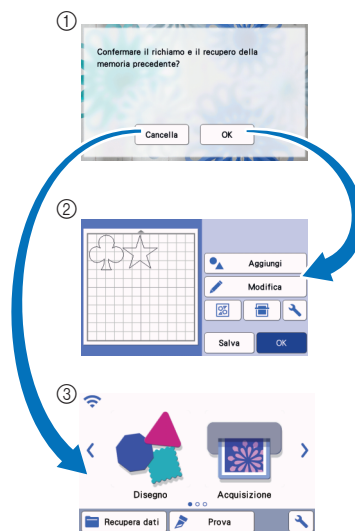 ①
Confermare il richiamo e il recupero della
memoria precedente?
Cancella
OK
②
Aggiungi
Modifica
Salva
OK
③
Disegno
Acquisizione
Recupera dati
Prova